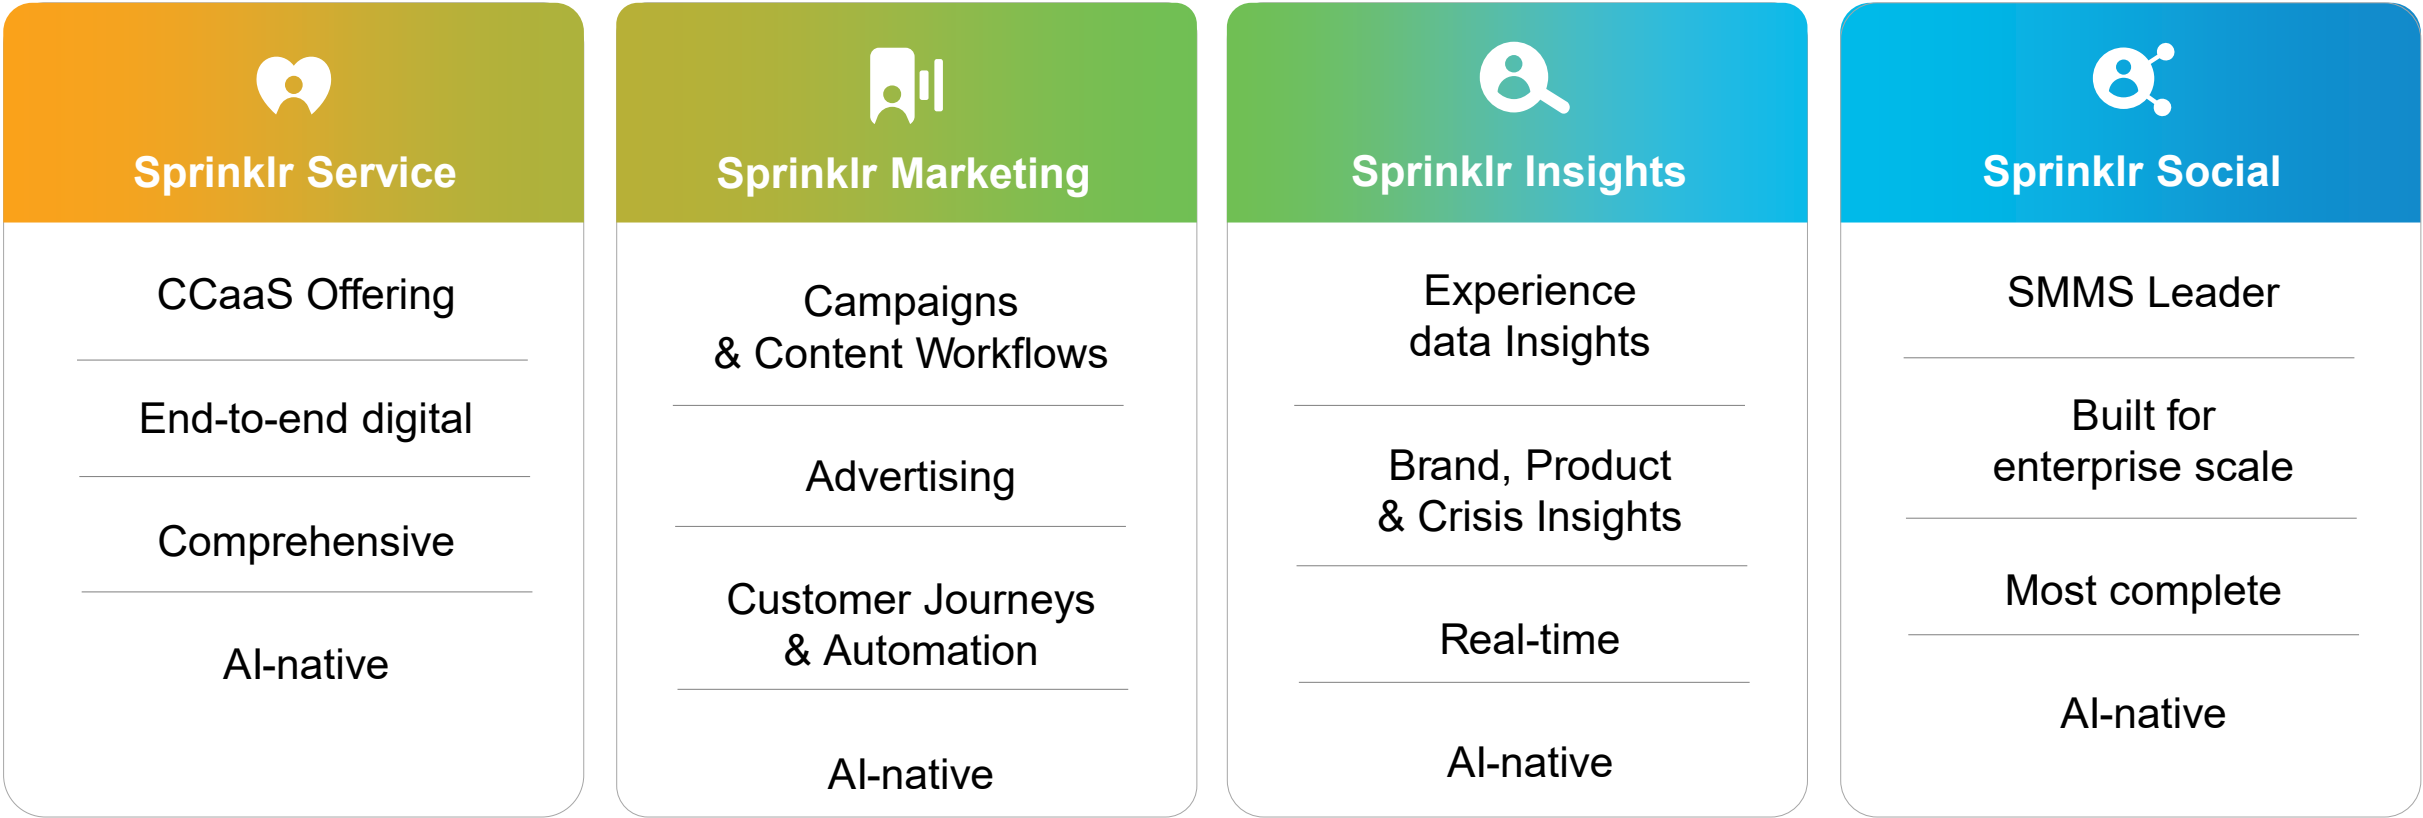 Sprinklr Service
CCaaS Offering
End-to-end digital
Comprehensive
AI-native
Sprinklr Marketing
Campaigns
& Content Workflows
Advertising
Customer Journeys
& Automation
AI-native
Sprinklr Insights
Experience
data Insights
Brand, Product
& Crisis Insights
Real-time
AI-native
Sprinklr Social
SMMS Leader
Built for
enterprise scale
Most complete
AI-native